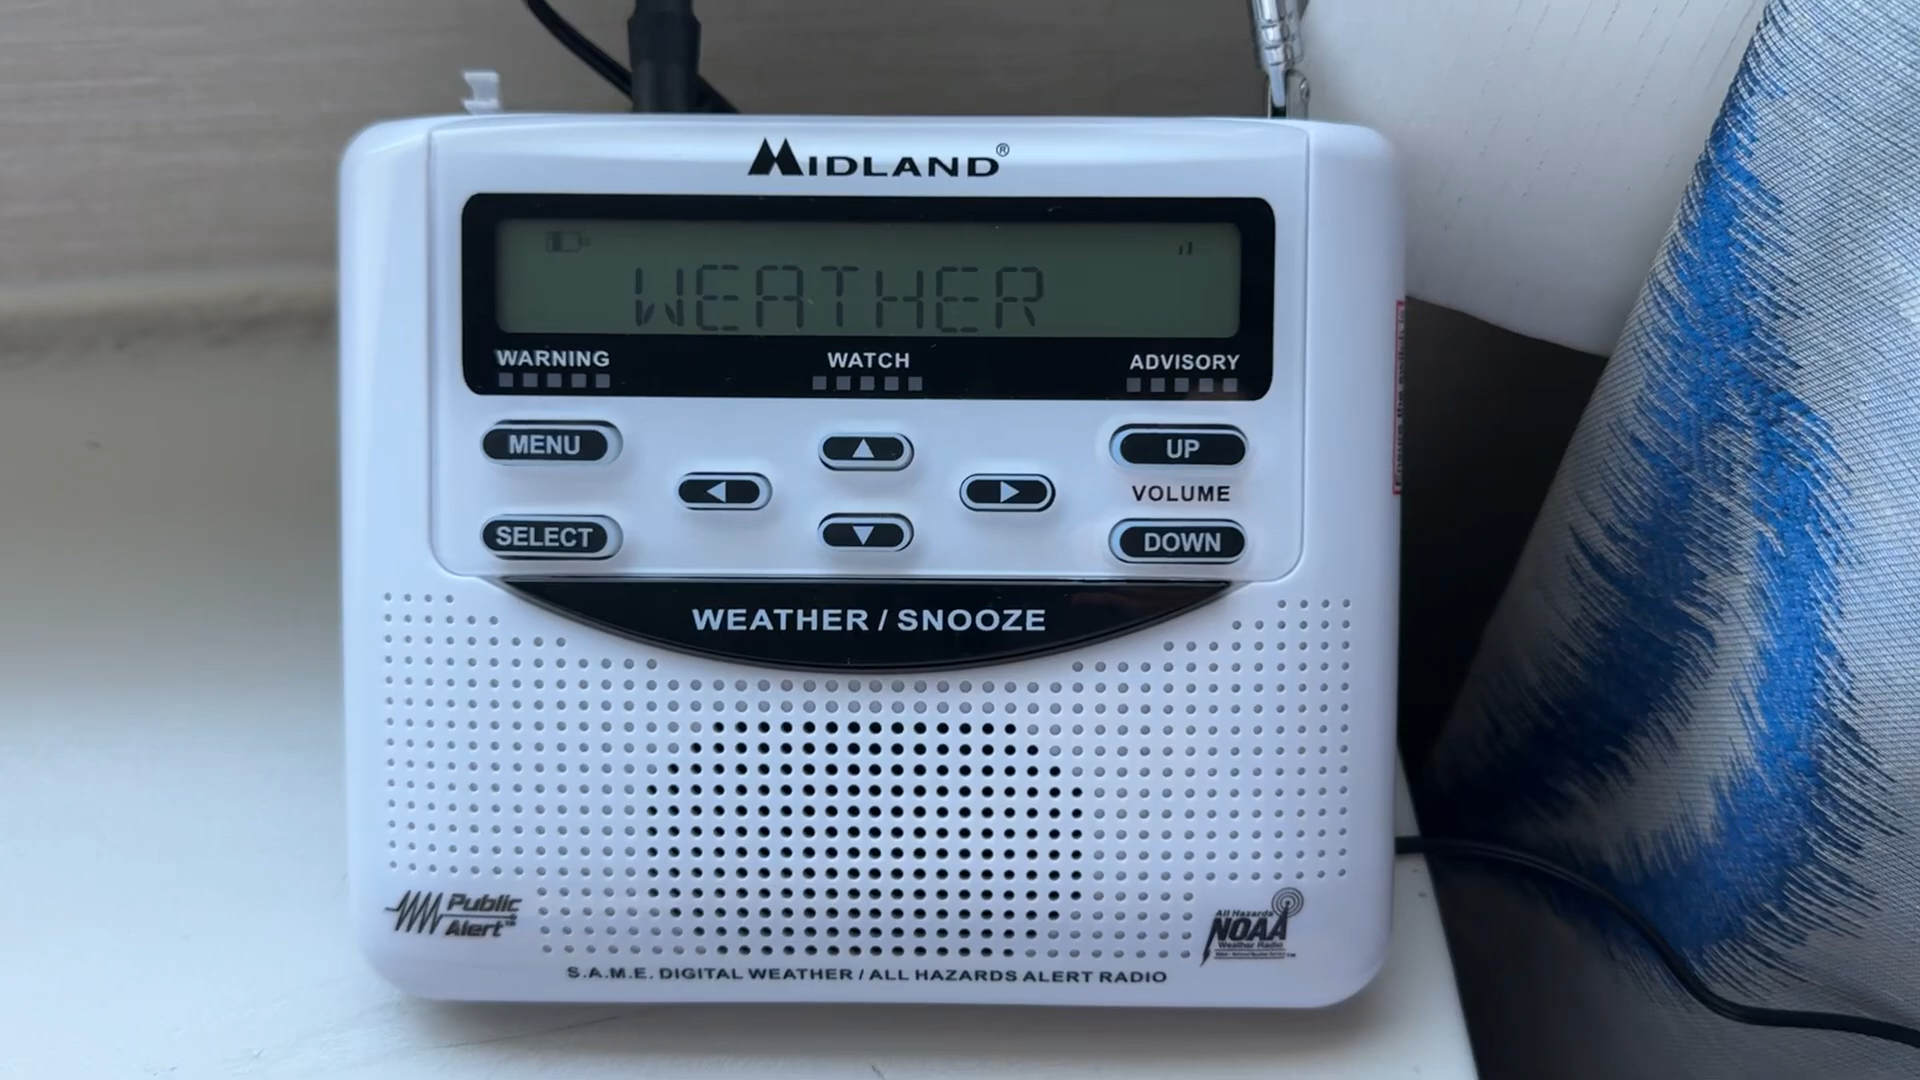 MIDLAND®
WEATHER
WARNING WATCH ADVISORY
MENU UP
VOLUME
SELECT DOWN
WEATHER / SNOOZE
Public Alert™
All Hazards
NOAA
Weather Radio
S.A.M.E. DIGITAL WEATHER / ALL HAZARDS ALERT RADIO